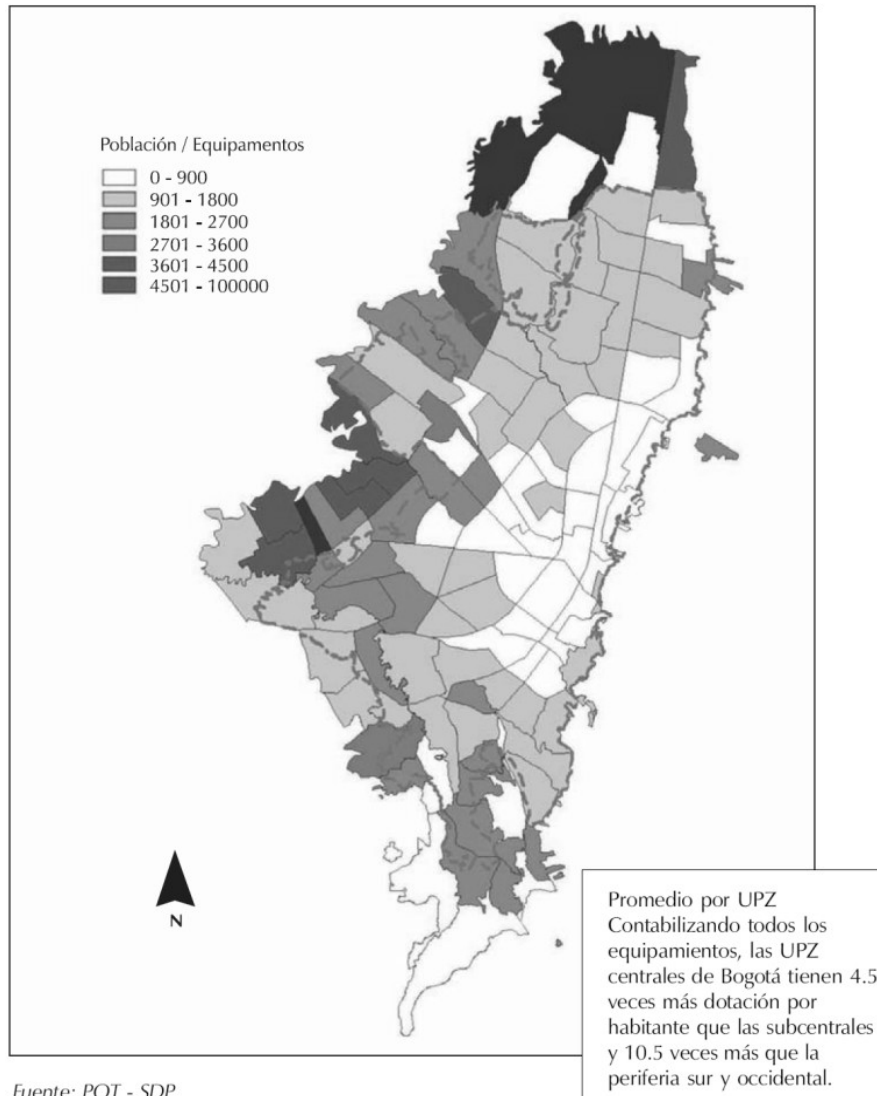 Población / Equipamentos
0 - 900
901 - 1800
1801 - 2700
2701 - 3600
3601 - 4500
4501 - 100000
N
Promedio por UPZ
Contabilizando todos los
equipamientos, las UPZ
centrales de Bogotá tienen 4.5
veces más dotación por
habitante que las subcentrales
y 10.5 veces más que la
periferia sur y occidental.
Fuente: POT - SDP